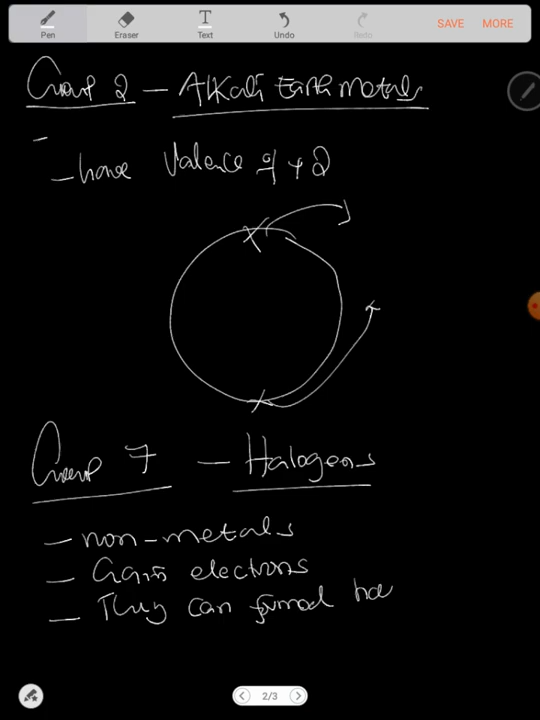 Pen Eraser Text Undo Redo SAVE MORE
Group 2 - Alkali Earth Metals
-
- have Valence of +2
Group 7 - Halogens
- non-metals
- Gain electrons
- They can formed ha
2/3